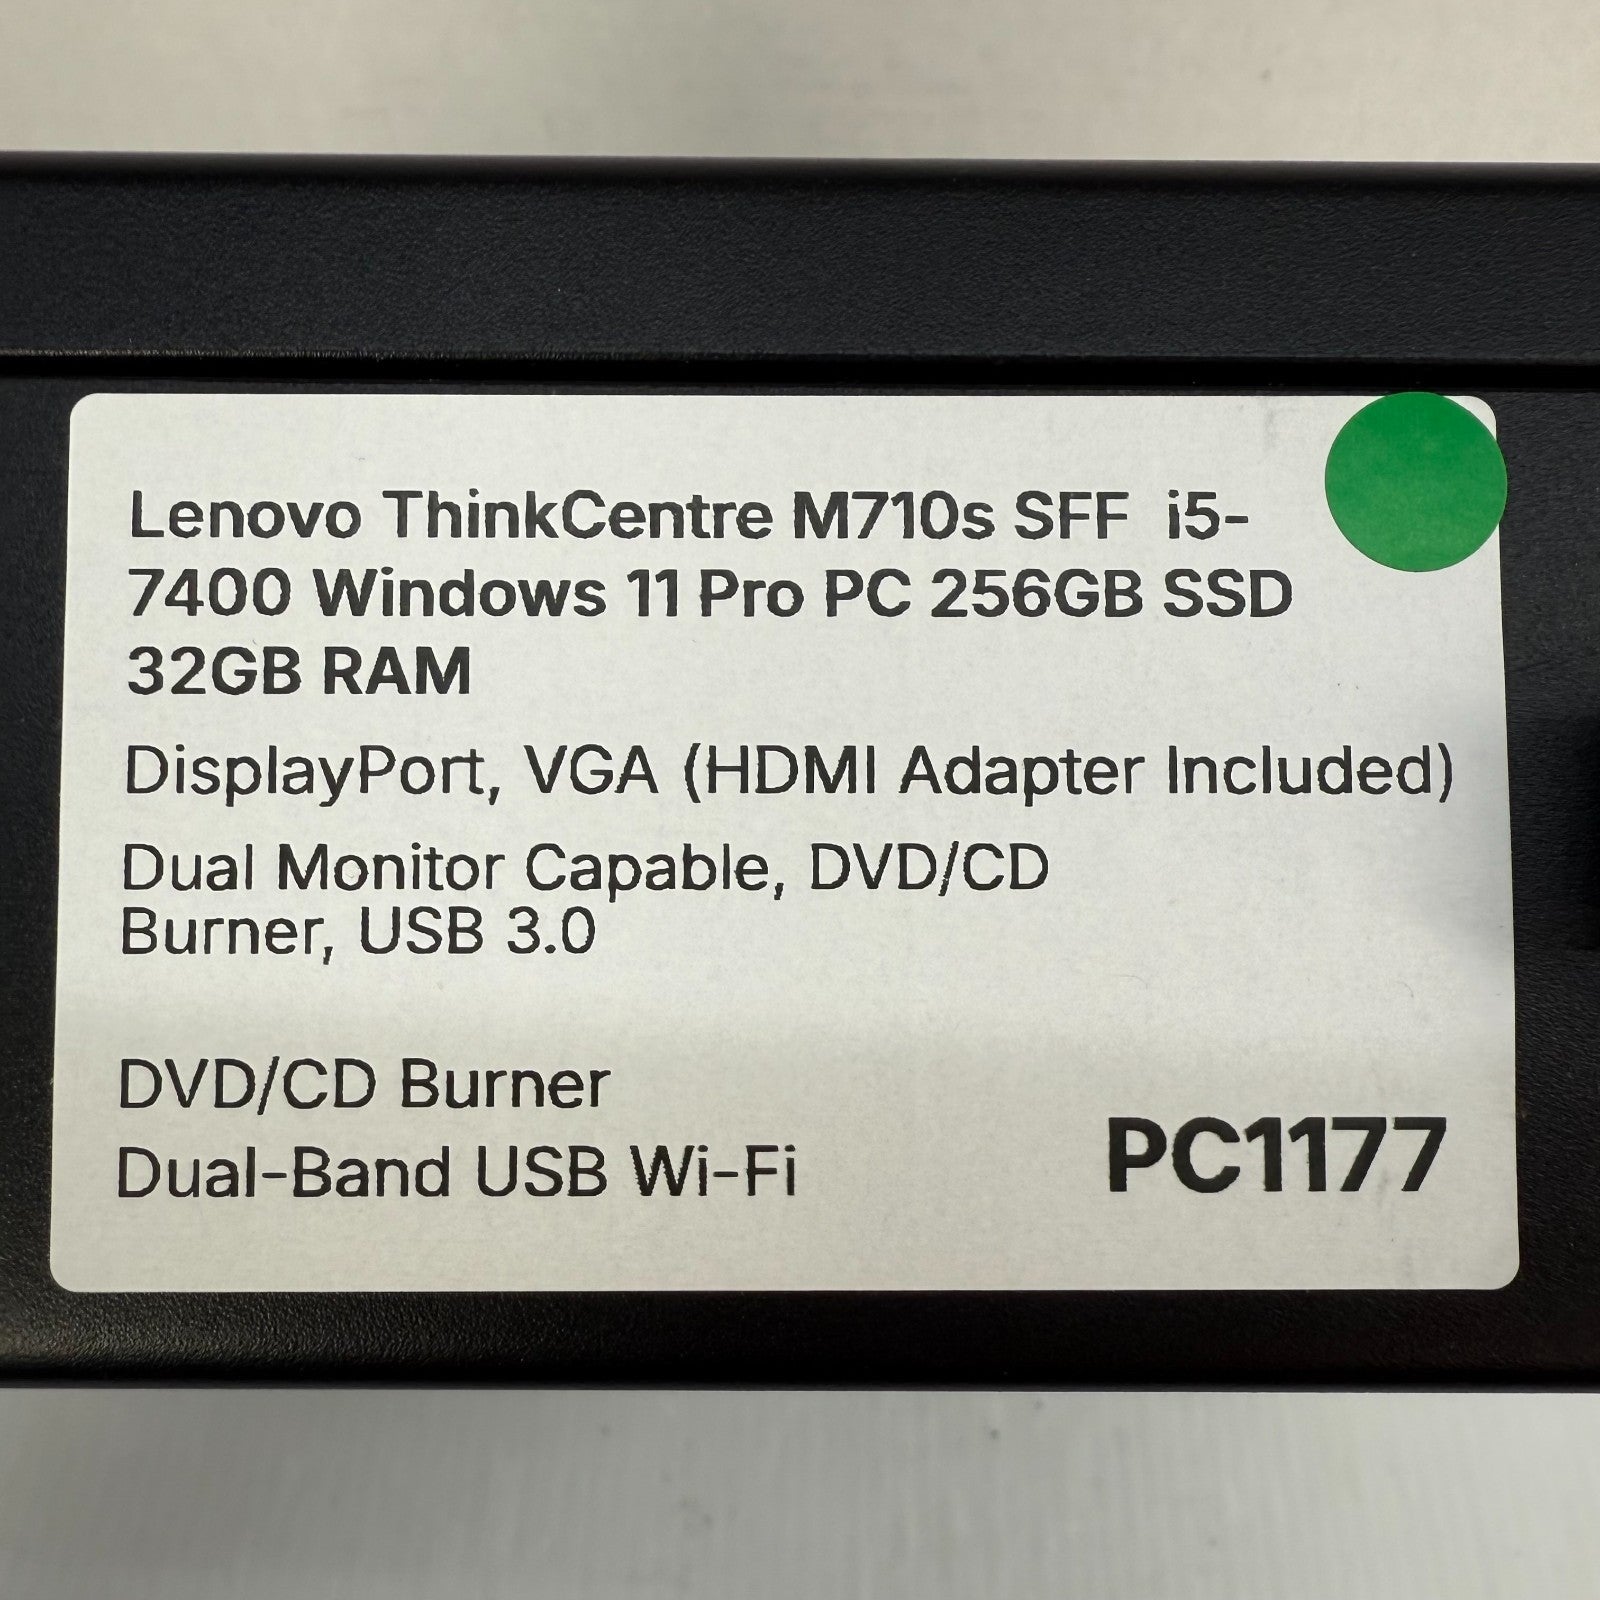 Lenovo ThinkCentre M710s SFF  i5-
7400 Windows 11 Pro PC 256GB SSD
32GB RAM
DisplayPort, VGA (HDMI Adapter Included)
Dual Monitor Capable, DVD/CD
Burner, USB 3.0
DVD/CD Burner
Dual-Band USB Wi-Fi
PC1177